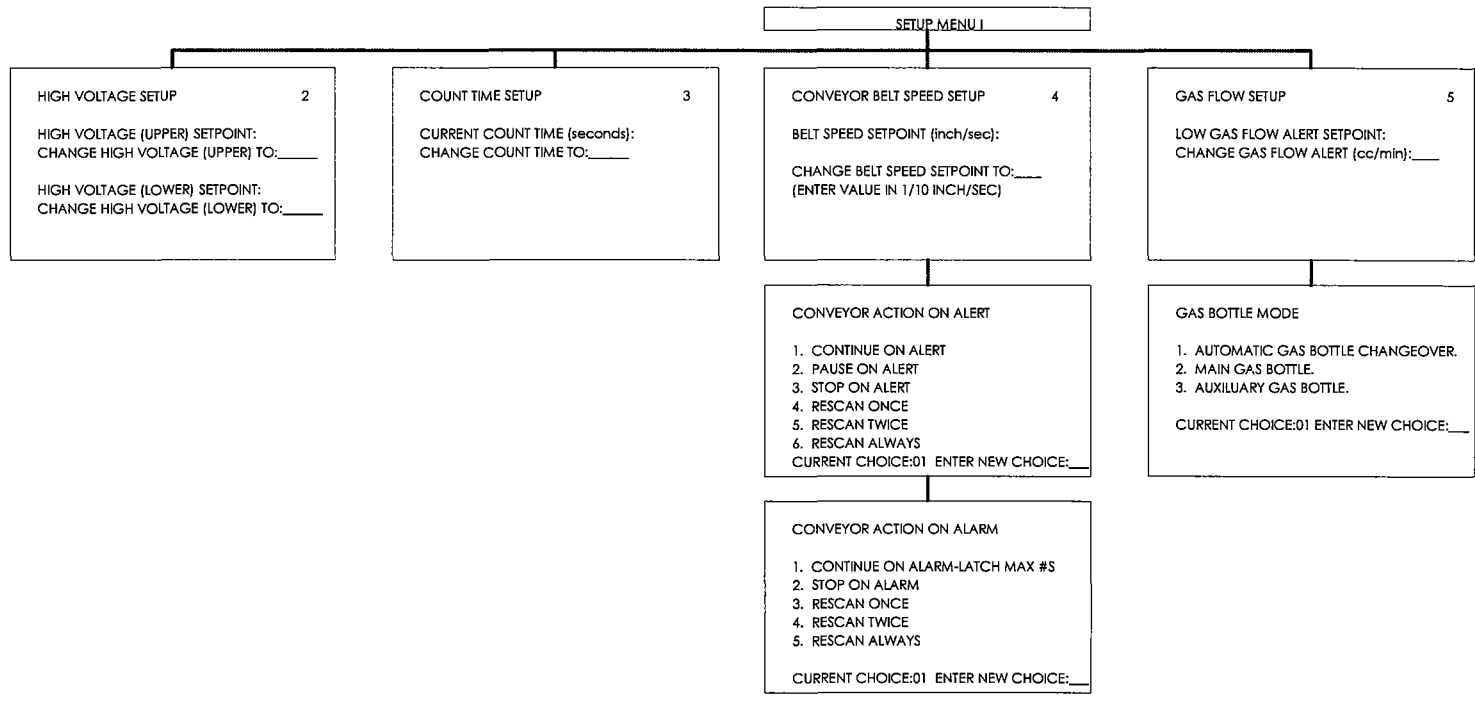 SETUP MENU I
HIGH VOLTAGE SETUP 2
HIGH VOLTAGE (UPPER) SETPOINT:
CHANGE HIGH VOLTAGE (UPPER) TO:_____
HIGH VOLTAGE (LOWER) SETPOINT:
CHANGE HIGH VOLTAGE (LOWER) TO:_____
COUNT TIME SETUP 3
CURRENT COUNT TIME (seconds):
CHANGE COUNT TIME TO:_____
CONVEYOR BELT SPEED SETUP 4
BELT SPEED SETPOINT (inch/sec):
CHANGE BELT SPEED SETPOINT TO:___
(ENTER VALUE IN 1/10 INCH/SEC)
GAS FLOW SETUP 5
LOW GAS FLOW ALERT SETPOINT:
CHANGE GAS FLOW ALERT (cc/min):___
CONVEYOR ACTION ON ALERT
1. CONTINUE ON ALERT
2. PAUSE ON ALERT
3. STOP ON ALERT
4. RESCAN ONCE
5. RESCAN TWICE
6. RESCAN ALWAYS
CURRENT CHOICE:01 ENTER NEW CHOICE:__
GAS BOTTLE MODE
1. AUTOMATIC GAS BOTTLE CHANGEOVER.
2. MAIN GAS BOTTLE.
3. AUXILUARY GAS BOTTLE.
CURRENT CHOICE:01 ENTER NEW CHOICE:__
CONVEYOR ACTION ON ALARM
1. CONTINUE ON ALARM-LATCH MAX #S
2. STOP ON ALARM
3. RESCAN ONCE
4. RESCAN TWICE
5. RESCAN ALWAYS
CURRENT CHOICE:01 ENTER NEW CHOICE:__